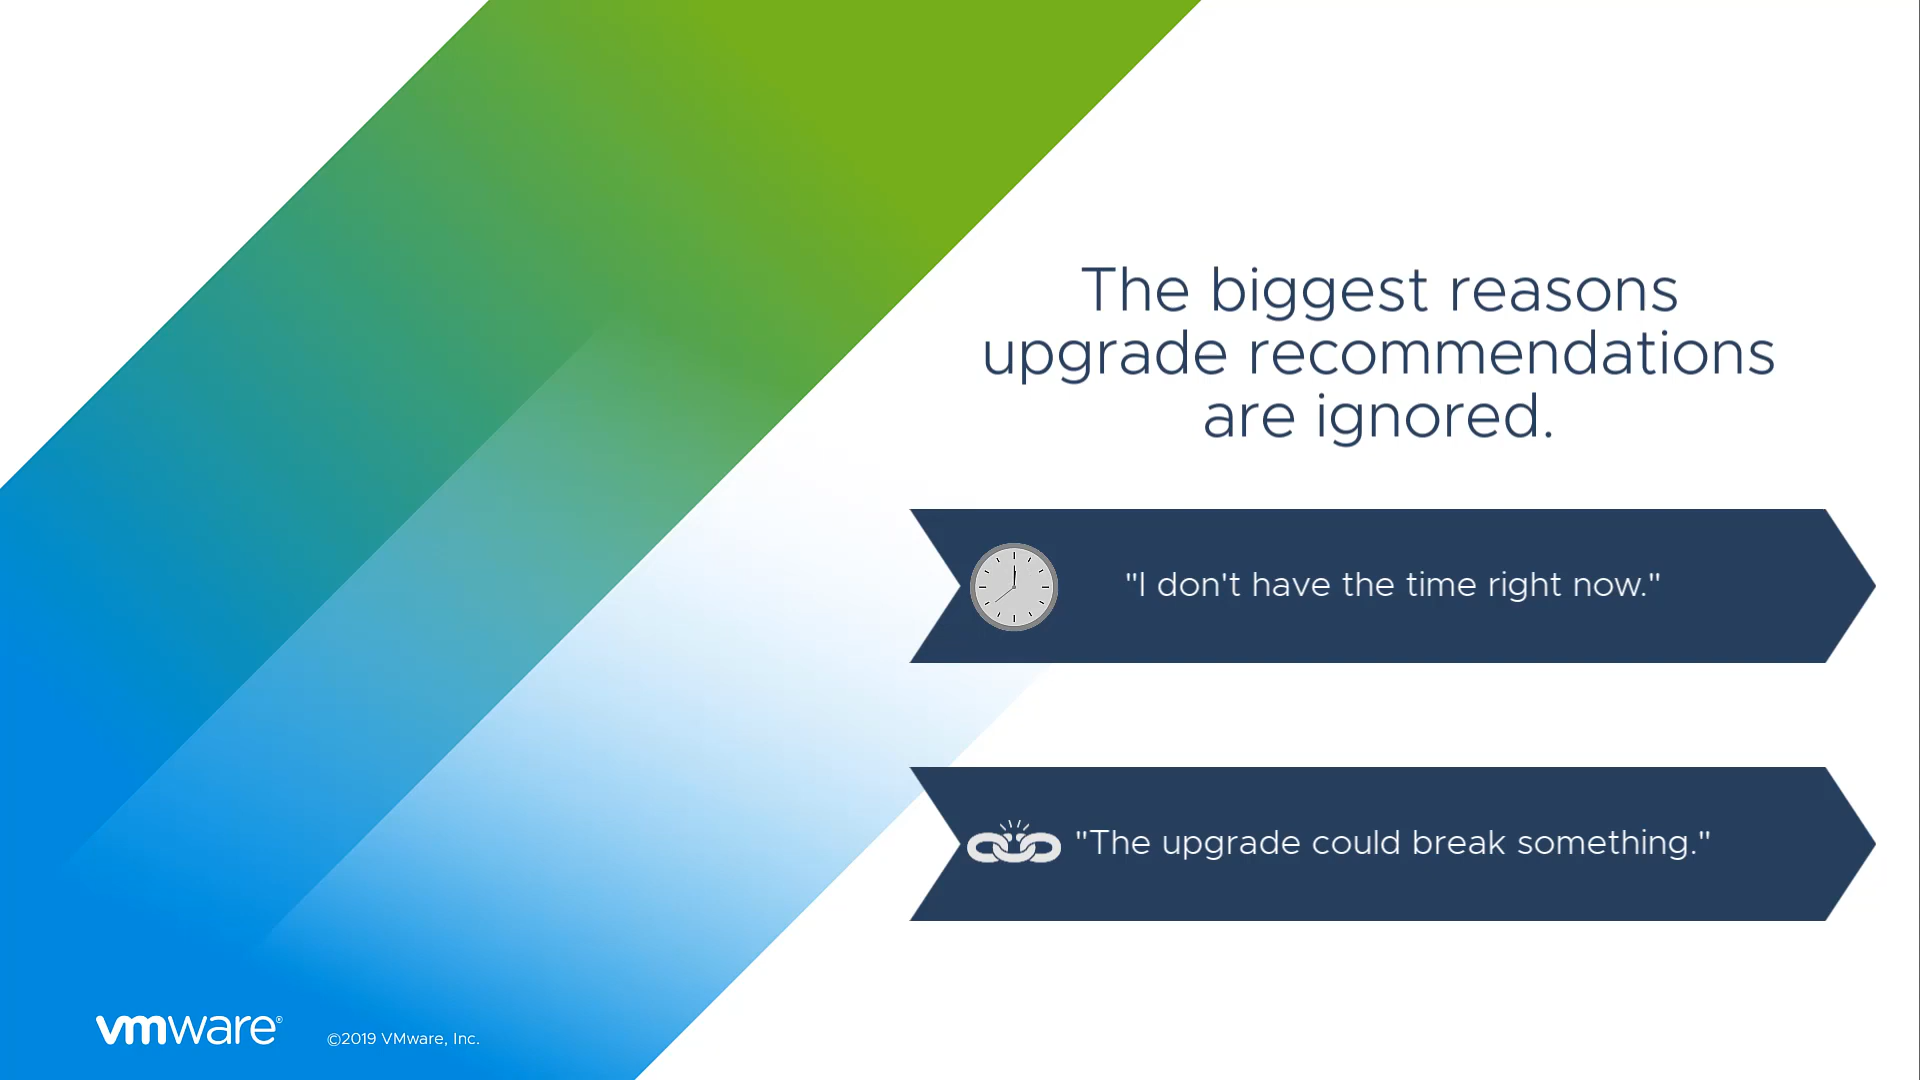 The biggest reasons
upgrade recommendations
are ignored.
"I don't have the time right now."
"The upgrade could break something."
vmware®
©2019 VMware, Inc.